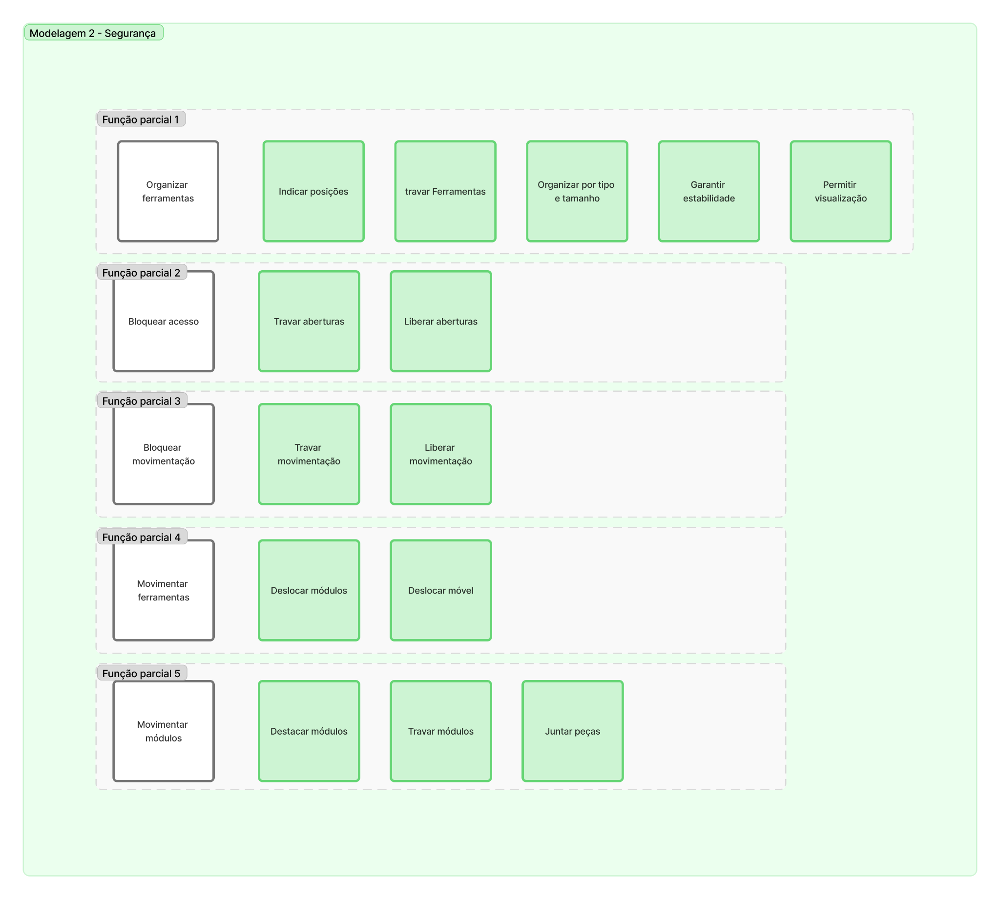 Modelagem 2 - Segurança
Função parcial 1
Organizar
ferramentas
Indicar posições
travar Ferramentas
Organizar por tipo
e tamanho
Garantir
estabilidade
Permitir
visualização
Função parcial 2
Bloquear acesso
Travar aberturas
Liberar aberturas
Função parcial 3
Bloquear
movimentação
Travar
movimentação
Liberar
movimentação
Função parcial 4
Movimentar
ferramentas
Deslocar módulos
Deslocar móvel
Função parcial 5
Movimentar
módulos
Destacar módulos
Travar módulos
Juntar peças